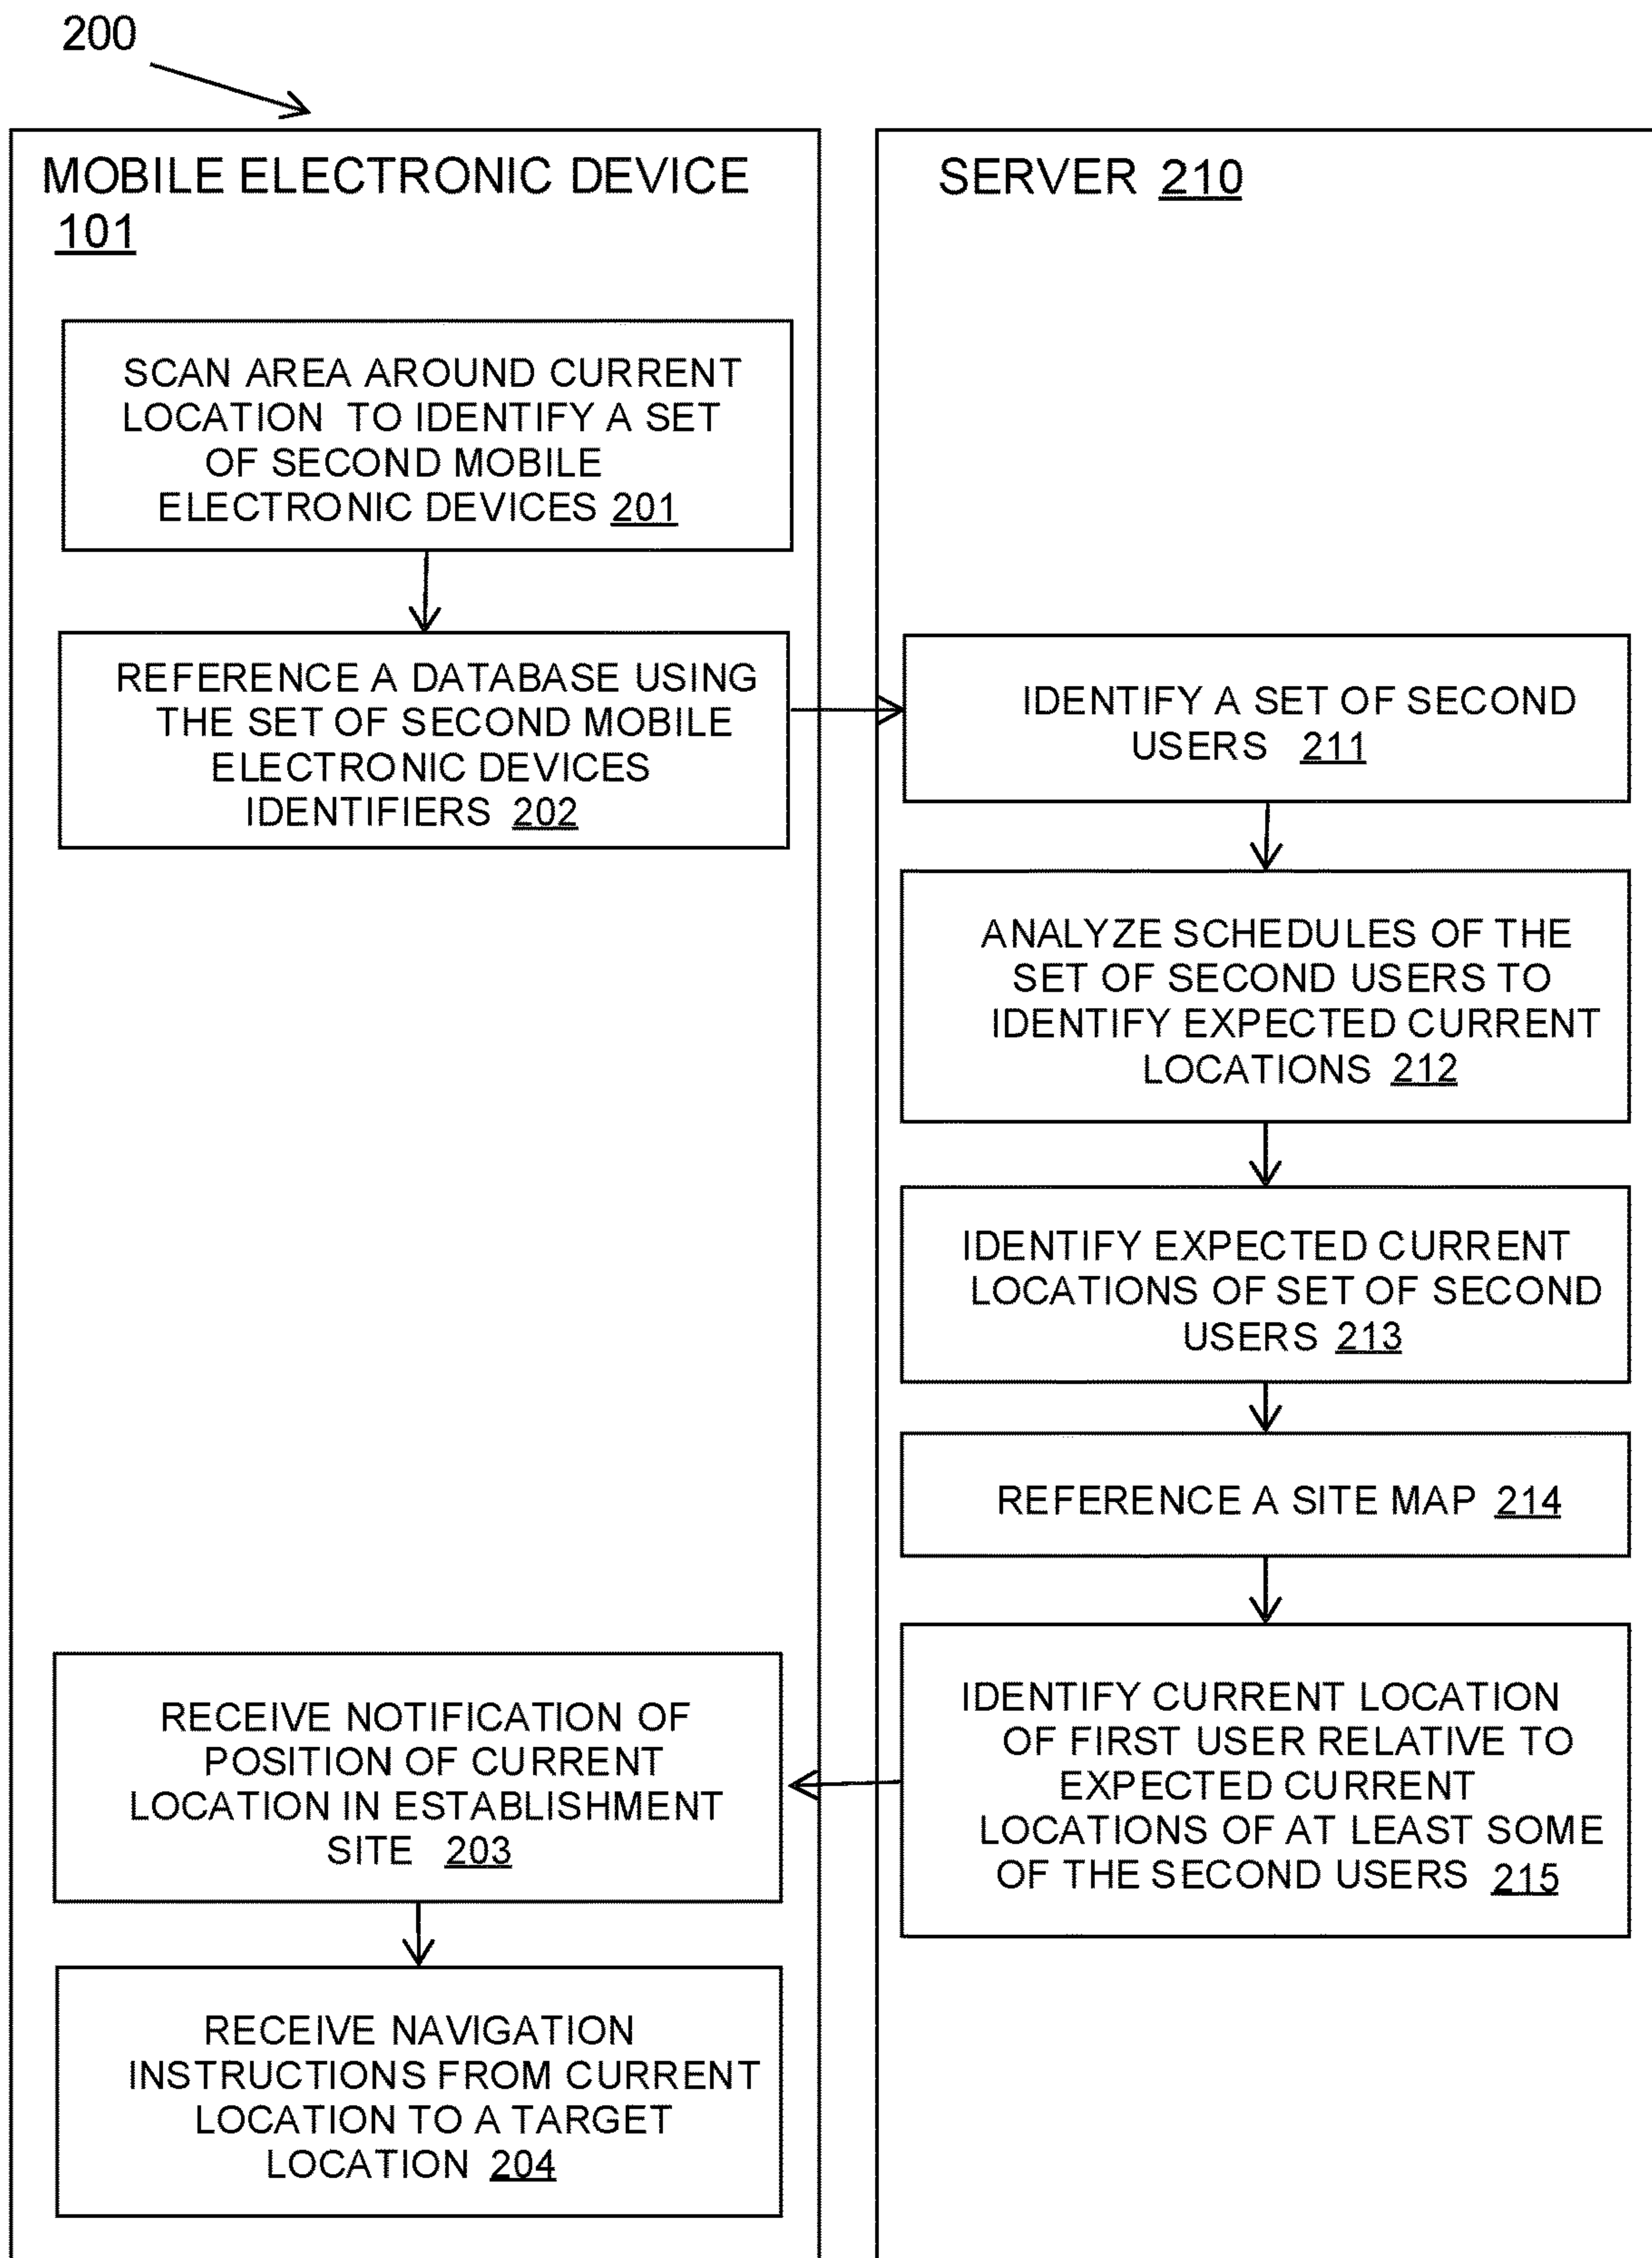 200
MOBILE ELECTRONIC DEVICE
101
SCAN AREA AROUND CURRENT
LOCATION TO IDENTIFY A SET
OF SECOND MOBILE
ELECTRONIC DEVICES 201
REFERENCE A DATABASE USING
THE SET OF SECOND MOBILE
ELECTRONIC DEVICES
IDENTIFIERS 202
RECEIVE NOTIFICATION OF
POSITION OF CURRENT
LOCATION IN ESTABLISHMENT
SITE 203
RECEIVE NAVIGATION
INSTRUCTIONS FROM CURRENT
LOCATION TO A TARGET
LOCATION 204
SERVER 210
IDENTIFY A SET OF SECOND
USERS 211
ANALYZE SCHEDULES OF THE
SET OF SECOND USERS TO
IDENTIFY EXPECTED CURRENT
LOCATIONS 212
IDENTIFY EXPECTED CURRENT
LOCATIONS OF SET OF SECOND
USERS 213
REFERENCE A SITE MAP 214
IDENTIFY CURRENT LOCATION
OF FIRST USER RELATIVE TO
EXPECTED CURRENT
LOCATIONS OF AT LEAST SOME
OF THE SECOND USERS 215